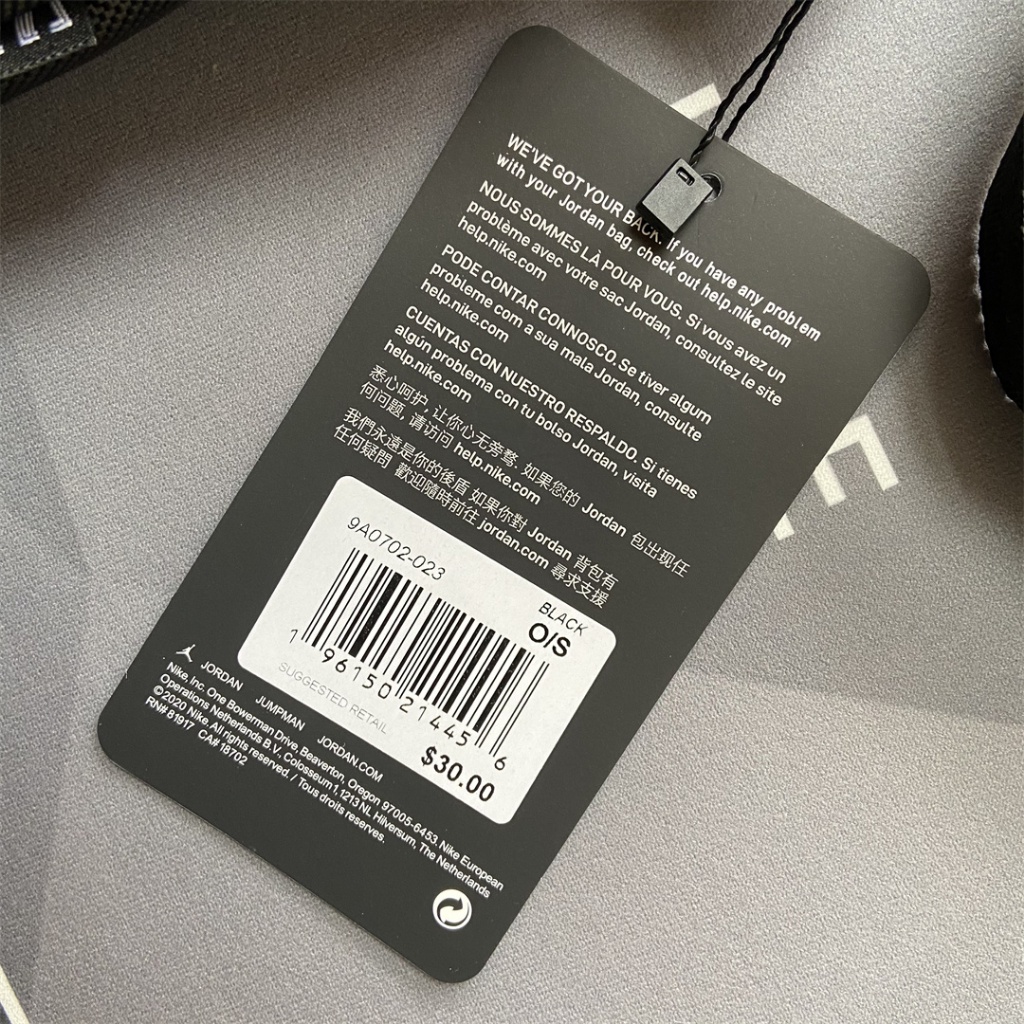 WE'VE GOT YOUR BACK. If you have any problem
with your Jordan bag, check out help.nike.com
NOUS SOMMES LÀ POUR VOUS. Si vous avez un
problème avec votre sac Jordan, consultez le site
help.nike.com
PODE CONTAR CONNOSCO. Se tiver algum
probleme com a sua mala Jordan, consulte
help.nike.com
CUENTAS CON NUESTRO RESPALDO. Si tienes
algún problema con tu bolso Jordan, visita
help.nike.com
悉心呵护, 让你心无旁骛, 如果您的 Jordan 包出现任
何问题, 请访问 help.nike.com
我們永遠是你的後盾 如果你對 Jordan 背包有
任何疑問 歡迎隨時前往 jordan.com 尋求支援
9A0702-023
BLACK
O/S
1 96150 21445 6
SUGGESTED RETAIL
$30.00
JORDAN JUMPMAN JORDAN.COM
Nike, Inc. One Bowerman Drive, Beaverton, Oregon 97005-6453, Nike European
Operations Netherlands B.V., Colosseum 1, 1213 NL Hilversum, The Netherlands
©2020 Nike. All rights reserved. / Tous droits reserves.
RN# 81917 CA# 18702